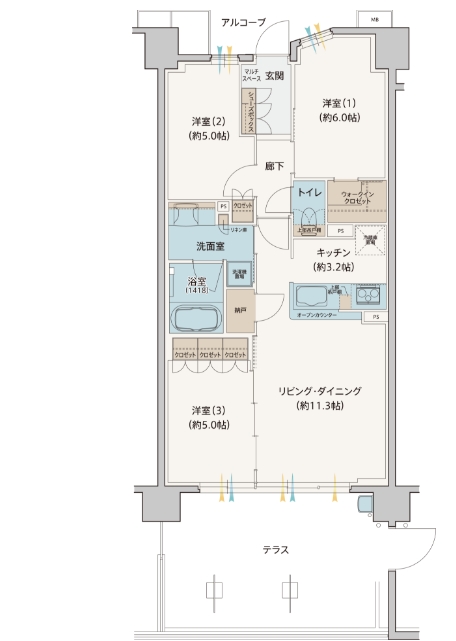 アルコーブ
MB
マルチ
スペース
玄関
シューズボックス
洋室(1)
(約6.0帖)
洋室(2)
(約5.0帖)
廊下
トイレ
ウォークイン
クロゼット
PS
クロゼット
リネン庫
上部吊戸棚
PS
冷蔵庫
置場
洗面室
キッチン
(約3.2帖)
浴室
(1418)
洗濯機
置場
納戸
上部
吊戸棚
オープンカウンター
PS
クロゼット クロゼット クロゼット
リビング・ダイニング
(約11.3帖)
洋室(3)
(約5.0帖)
テラス